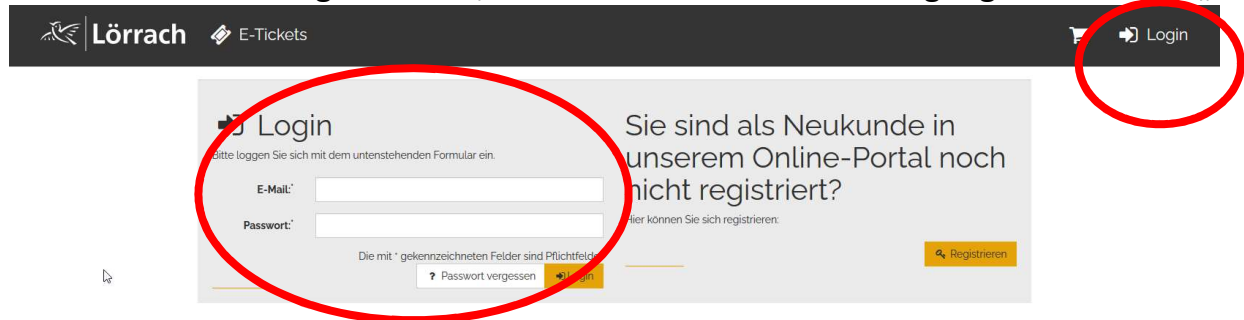 Lörrach E-Tickets Login
Login
Bitte loggen Sie sich mit dem untenstehenden Formular ein.
E-Mail:*
Passwort:*
Die mit * gekennzeichneten Felder sind Pflichtfelder
? Passwort vergessen Login
Sie sind als Neukunde in
unserem Online-Portal noch
nicht registriert?
Hier können Sie sich registrieren:
Registrieren